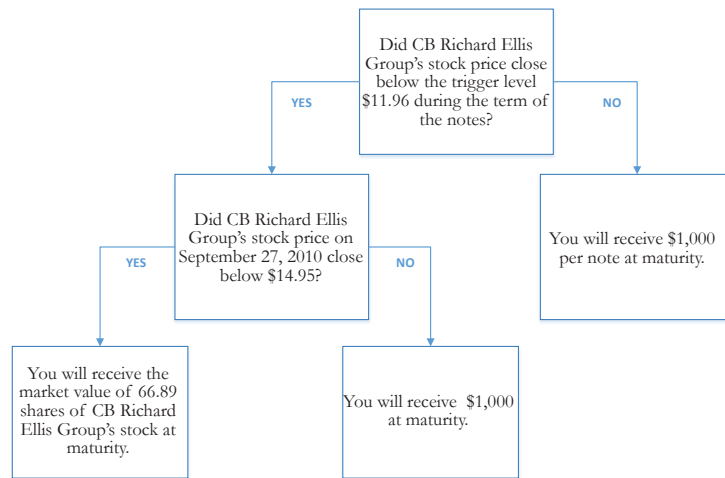 Did CB Richard Ellis
Group's stock price close
below the trigger level
$11.96 during the term of
the notes?
YES
NO
Did CB Richard Ellis
Group's stock price on
September 27, 2010 close
below $14.95?
You will receive $1,000
per note at maturity.
YES
NO
You will receive the
market value of 66.89
shares of CB Richard
Ellis Group's stock at
maturity.
You will receive $1,000
at maturity.